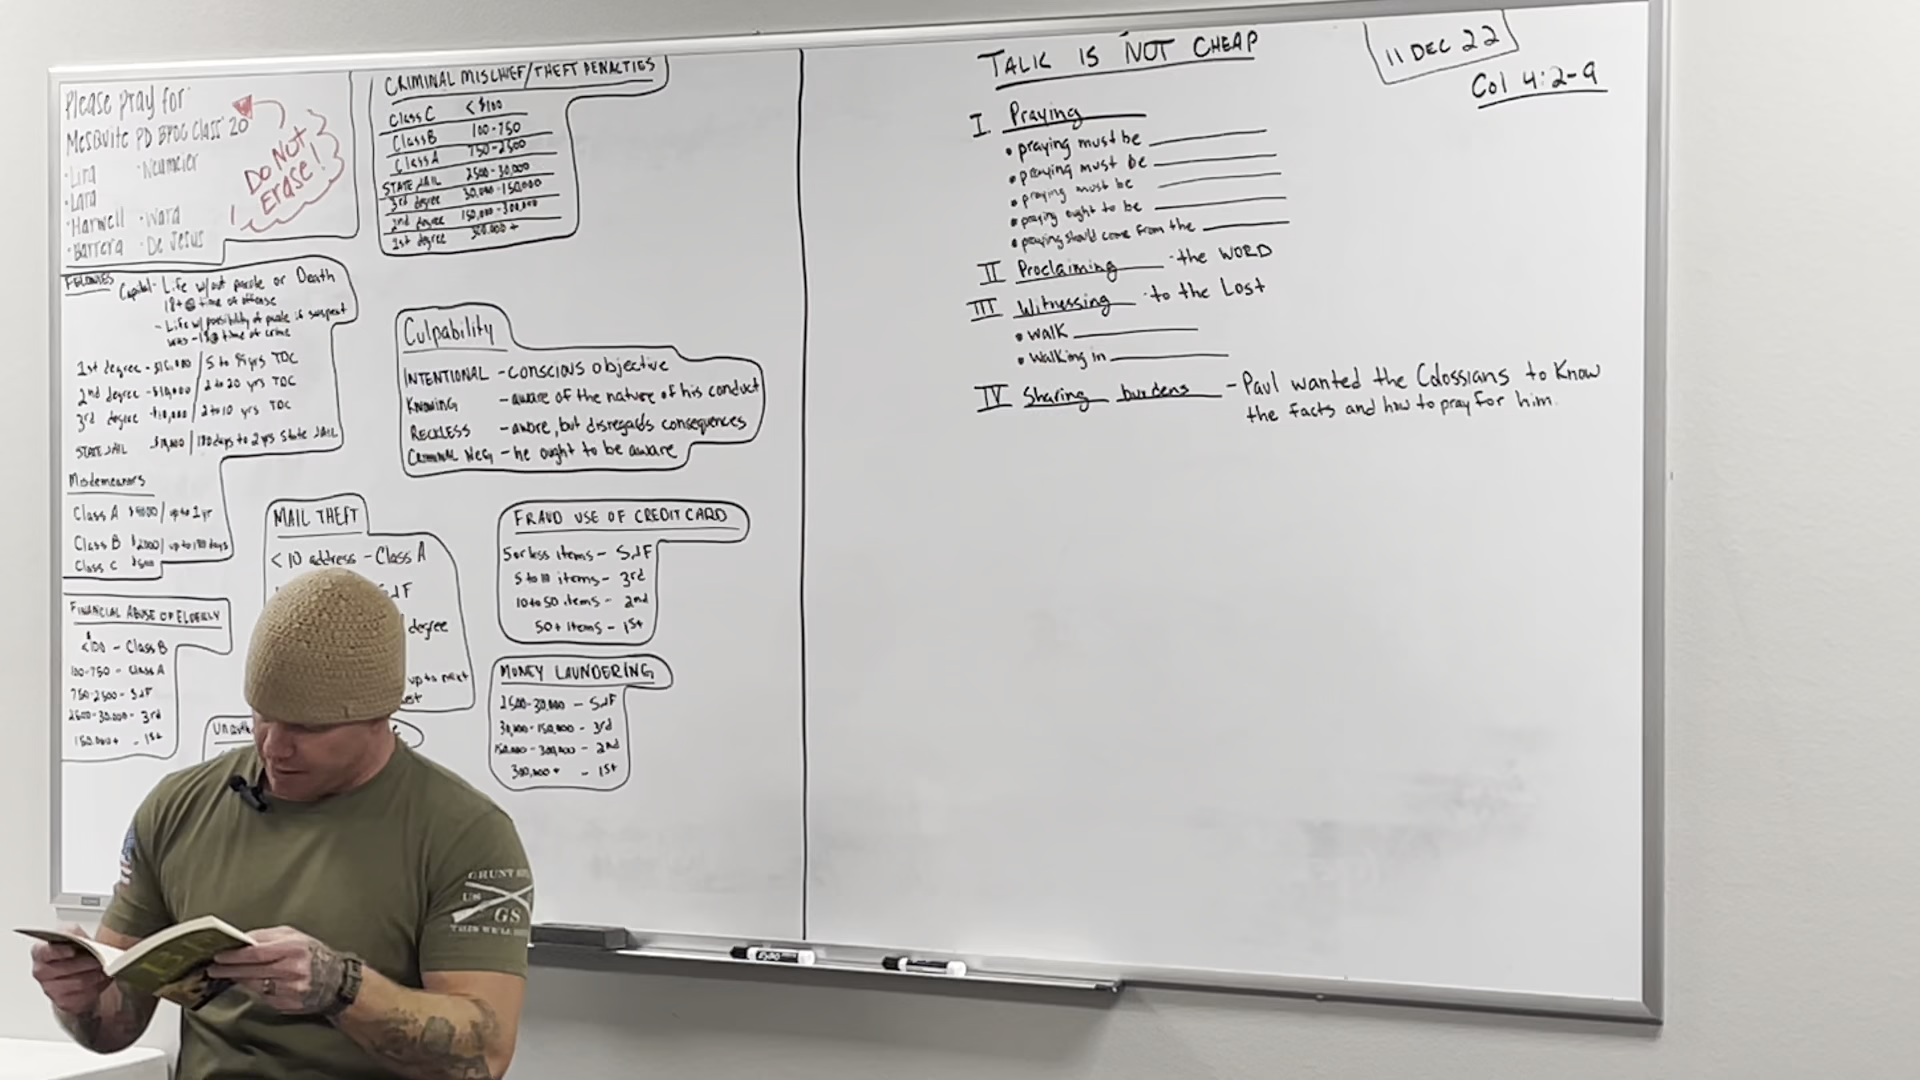 Please pray for:
Mesquite PD BPOC Class 20
• Lira
• Neumeier
• Lara
• Harwell • Ward
• Barrera • De Jesus
DO NOT
ERASE!
CRIMINAL MISCHIEF/THEFT PENALTIES
Class C < $100
Class B 100-750
Class A 750-2500
STATE JAIL 2500-30,000
3rd degree 30,000-150,000
2nd degree 150,000-300,000
1st degree 300,000+
FELONIES
Capital - Life w/out parole or Death
18+ @ time of offense
- Life w/ possibility of parole if suspect
time of crime
1st degree - $10,000 / 5 to 99 yrs TDC
2nd degree - $10,000 / 2 to 20 yrs TDC
3rd degree - $10,000 / 2 to 10 yrs TDC
STATE JAIL $10,000 / 180 days to 2 yrs State JAIL
Misdemeanors
Class A $4000 / up to 1 yr
Class B $2000 / up to 180 days
Class C $500
Culpability
INTENTIONAL - conscious objective
KNOWING - aware of the nature of his conduct
RECKLESS - aware, but disregards consequences
CRIMINAL NEG - he ought to be aware
MAIL THEFT
< 10 address - Class A
degree
up to next
FRAUD USE OF CREDIT CARD
5 or less items - SJF
5 to 10 items - 3rd
10 to 50 items - 2nd
50+ items - 1st
FINANCIAL ABUSE OF ELDERLY
<$100 - Class B
100-750 - Class A
750-2500 - SJF
2500-30,000 - 3rd
150,000+ - 1st
MONEY LAUNDERING
2500-30,000 - SJF
30,000-150,000 - 3rd
150,000-300,000 - 2nd
300,000+ - 1st
TALK IS NOT CHEAP
11 DEC 22
Col 4:2-9
I Praying
• praying must be
• praying must be
• praying must be
• praying ought to be
• praying should come from the
II Proclaiming the WORD
III Witnessing to the Lost
• walk
• walking in
IV Sharing burdens - Paul wanted the Colossians to Know
the facts and how to pray for him.
GRUNT
US
GS
THIS WE'LL